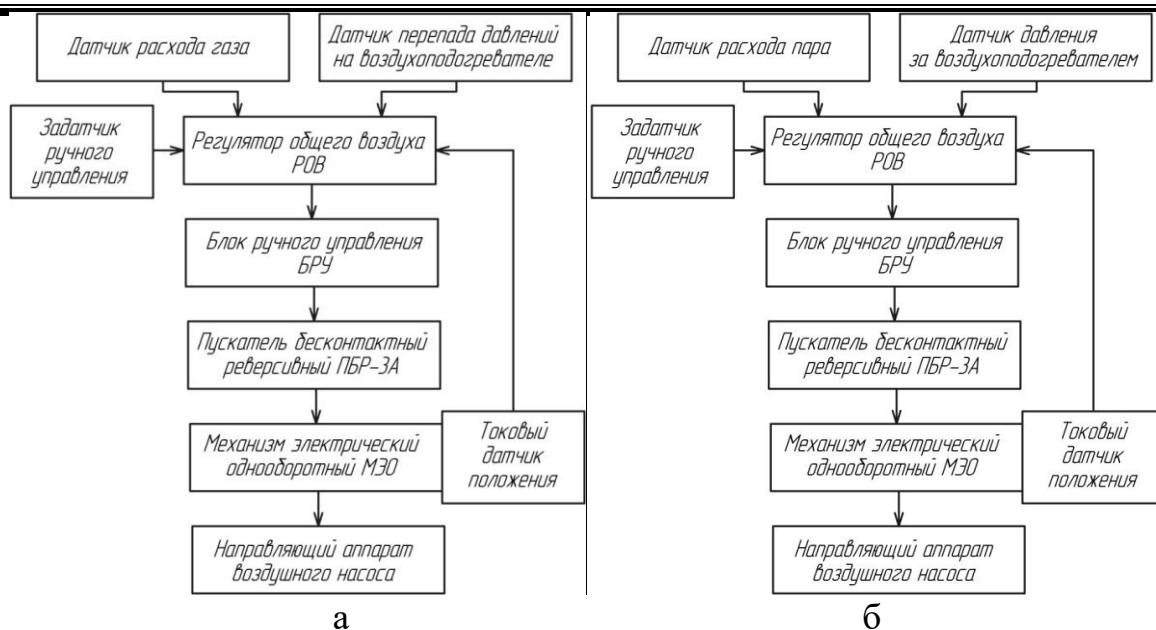 Датчик расхода газа
Датчик перепада давлений
на воздухоподогревателе
Задатчик
ручного
управления
Регулятор общего воздуха
РОВ
Блок ручного управления
БРУ
Пускатель бесконтактный
реверсивный ПБР-3А
Механизм электрический
однооборотный МЭО
Токовый
датчик
положения
Направляющий аппарат
воздушного насоса
а
Датчик расхода пара
Датчик давления
за воздухоподогревателем
Задатчик
ручного
управления
Регулятор общего воздуха
РОВ
Блок ручного управления
БРУ
Пускатель бесконтактный
реверсивный ПБР-3А
Механизм электрический
однооборотный МЭО
Токовый
датчик
положения
Направляющий аппарат
воздушного насоса
б